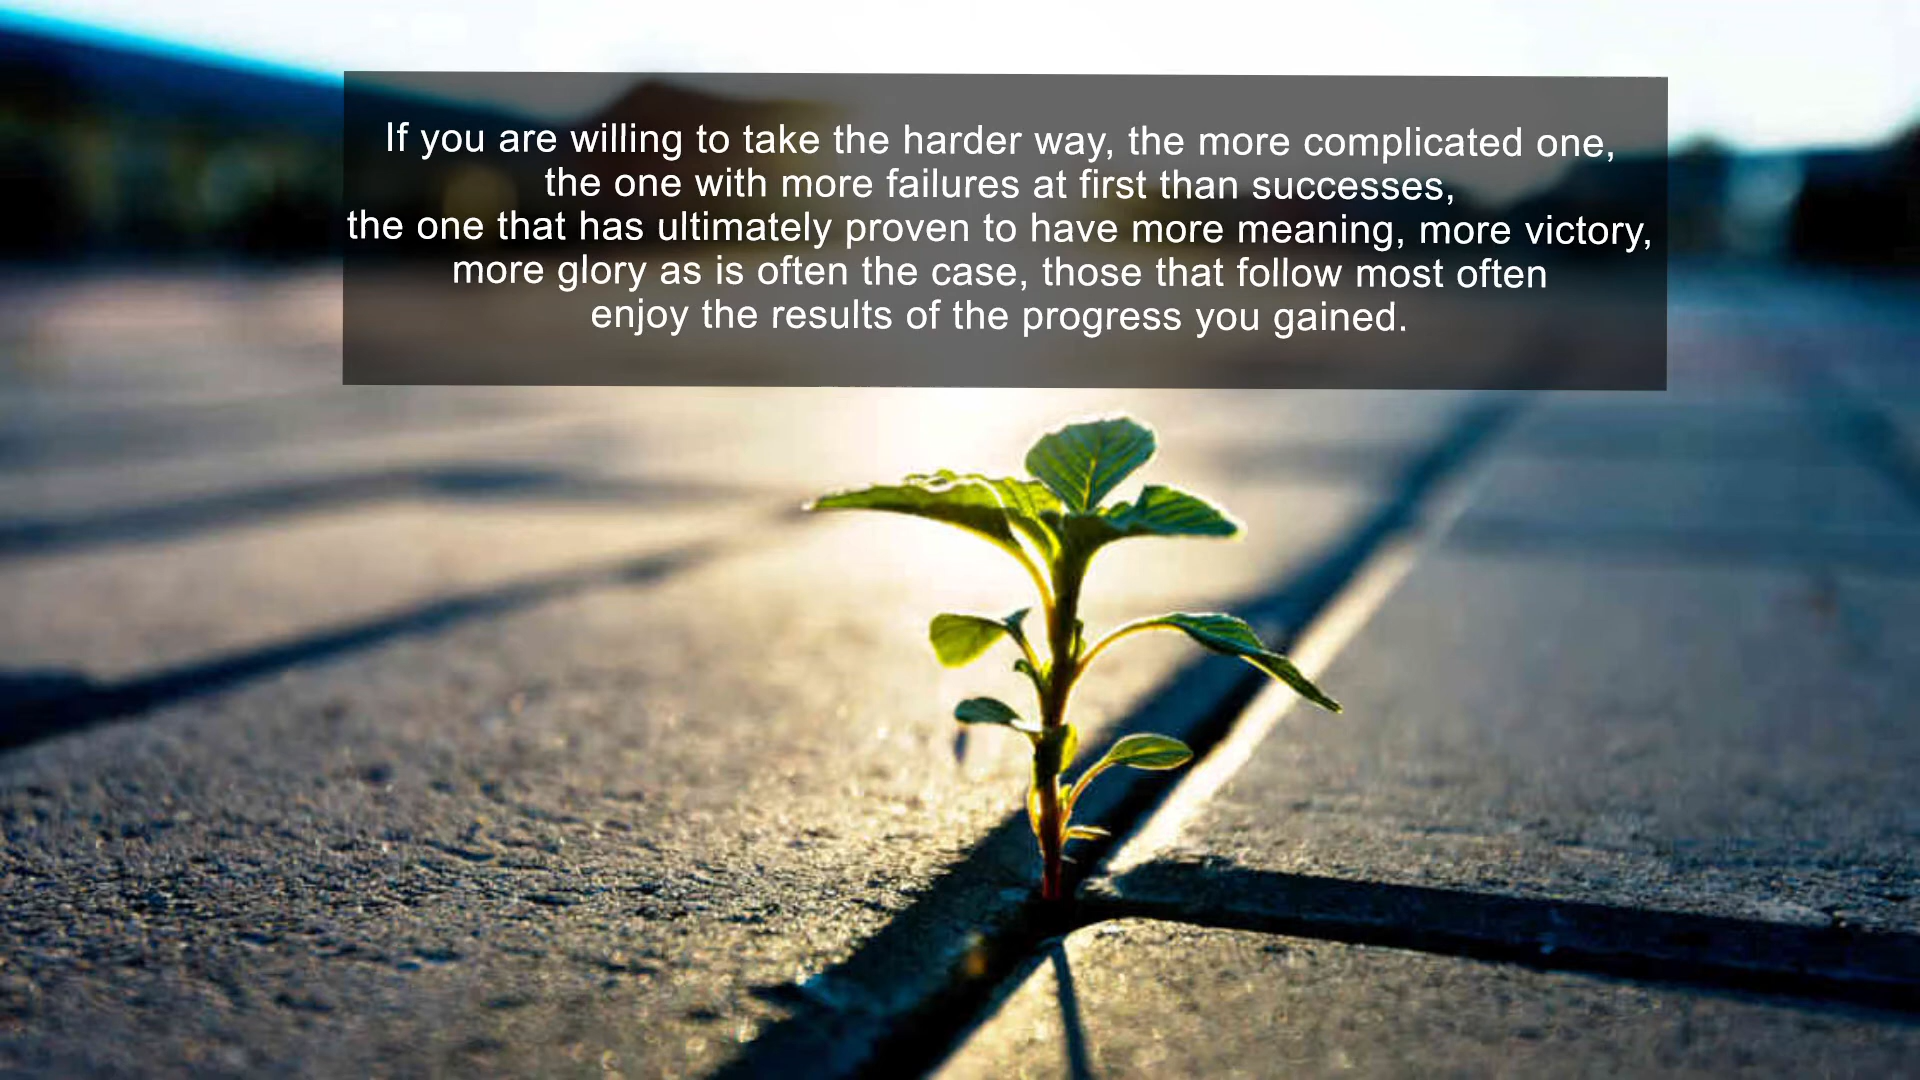 If you are willing to take the harder way, the more complicated one,
the one with more failures at first than successes,
the one that has ultimately proven to have more meaning, more victory,
more glory as is often the case, those that follow most often
enjoy the results of the progress you gained.